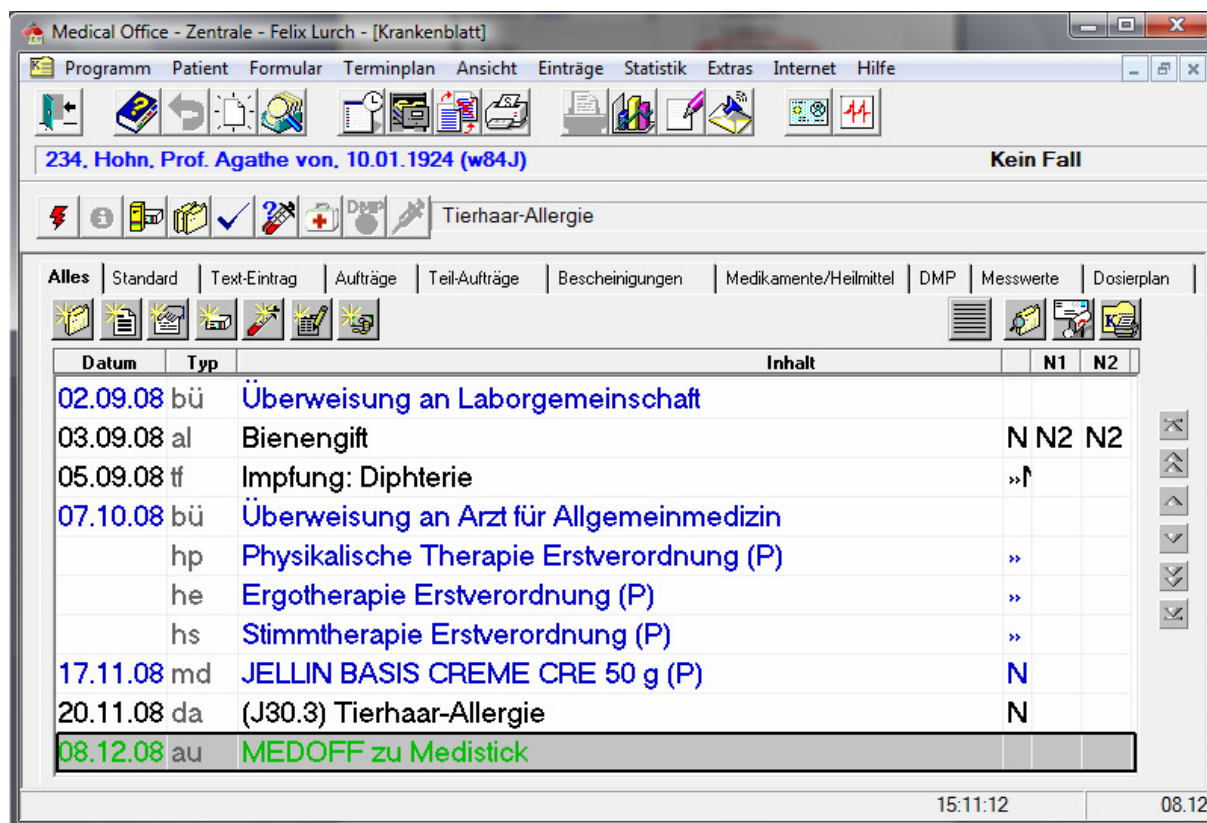 Medical Office - Zentrale - Felix Lurch - [Krankenblatt]
Programm Patient Formular Terminplan Ansicht Einträge Statistik Extras Internet Hilfe
234, Hohn, Prof. Agathe von, 10.01.1924 (w84J) Kein Fall
DMP Tierhaar-Allergie
Alles Standard Text-Eintrag Aufträge Teil-Aufträge Bescheinigungen Medikamente/Heilmittel DMP Messwerte Dosierplan
Datum Typ Inhalt N1 N2
02.09.08 bü Überweisung an Laborgemeinschaft
03.09.08 al Bienengift N N2 N2
05.09.08 tf Impfung: Diphterie »
07.10.08 bü Überweisung an Arzt für Allgemeinmedizin
hp Physikalische Therapie Erstverordnung (P) »
he Ergotherapie Erstverordnung (P) »
hs Stimmtherapie Erstverordnung (P) »
17.11.08 md JELLIN BASIS CREME CRE 50 g (P) N
20.11.08 da (J30.3) Tierhaar-Allergie N
08.12.08 au MEDOFF zu Medistick
15:11:12 08.12